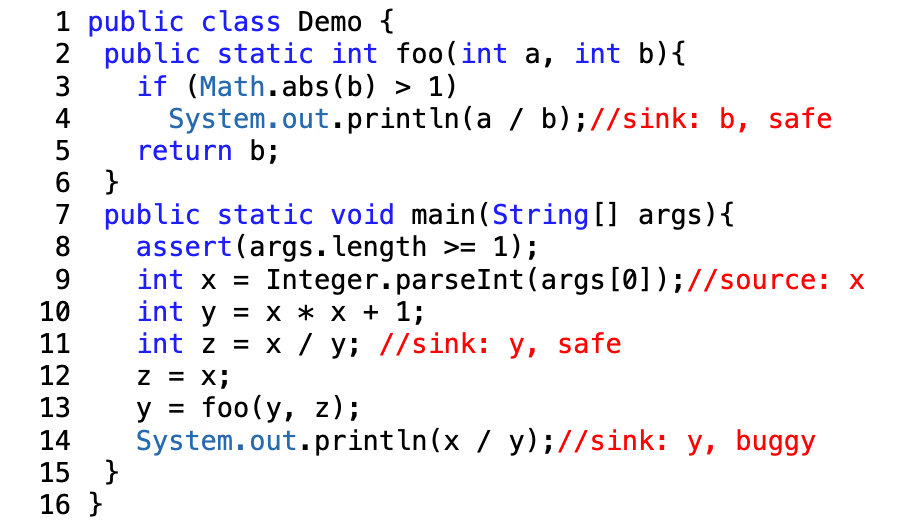 1 public class Demo {
2 public static int foo(int a, int b){
3 if (Math.abs(b) > 1)
4 System.out.println(a / b);//sink: b, safe
5 return b;
6 }
7 public static void main(String[] args){
8 assert(args.length >= 1);
9 int x = Integer.parseInt(args[0]);//source: x
10 int y = x * x + 1;
11 int z = x / y; //sink: y, safe
12 z = x;
13 y = foo(y, z);
14 System.out.println(x / y);//sink: y, buggy
15 }
16 }